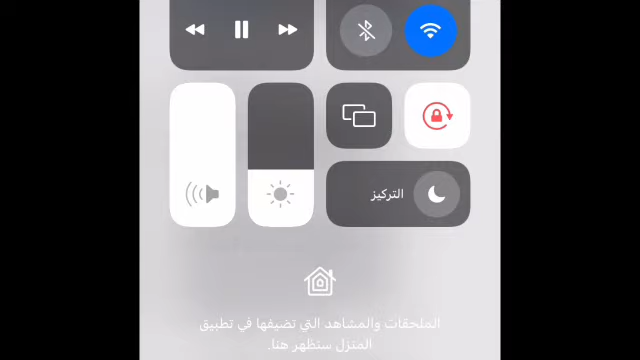 التركيز
الملحقات والمشاهد التي تضيفها في تطبيق
المنزل ستظهر هنا.